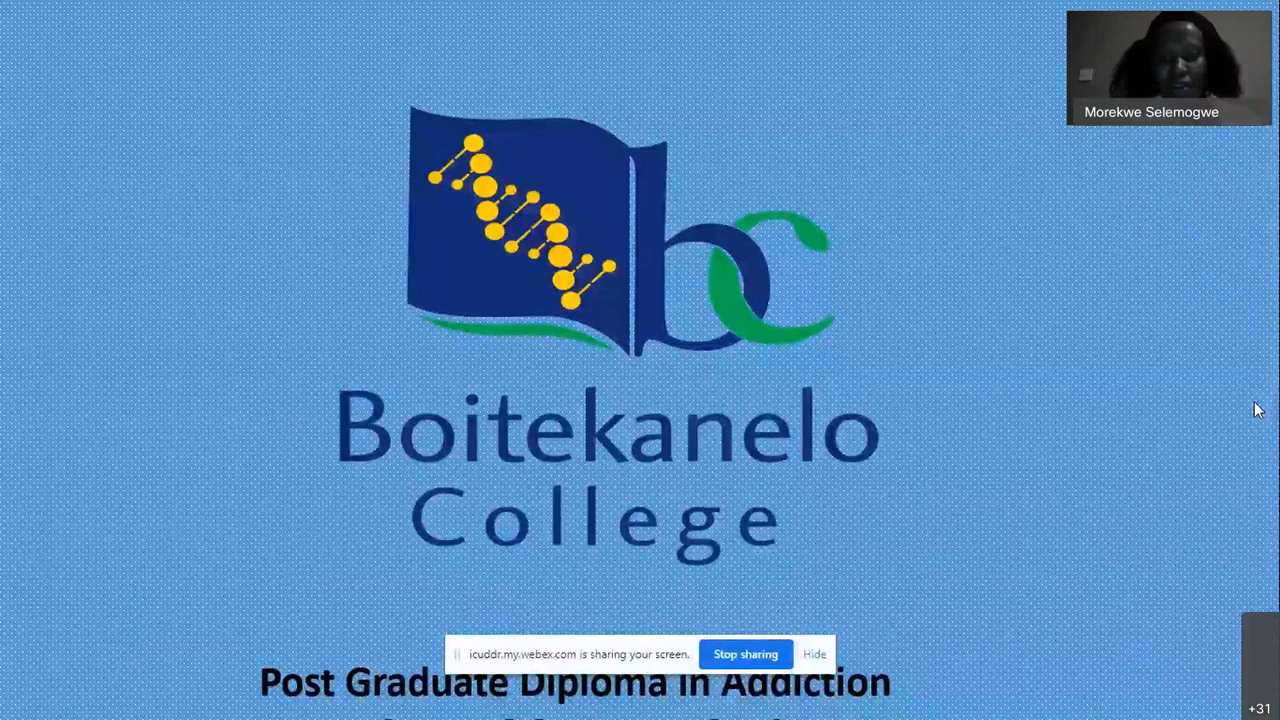 Morekwe Selemogwe
bc
Boitekanelo
College
icuddr.my.webex.com is sharing your screen.
Stop sharing
Hide
Post Graduate Diploma in Addiction
+31